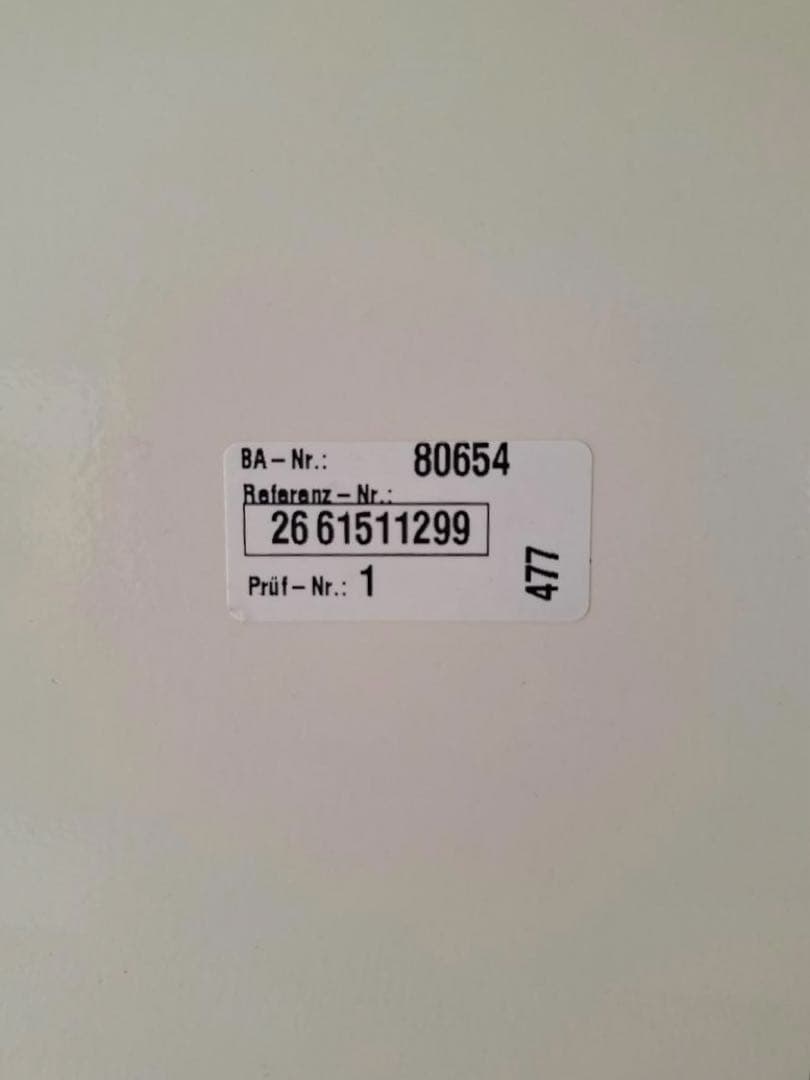 BA – Nr.: 80654
Referenz – Nr.:
26 61511299
Prüf – Nr.: 1
477